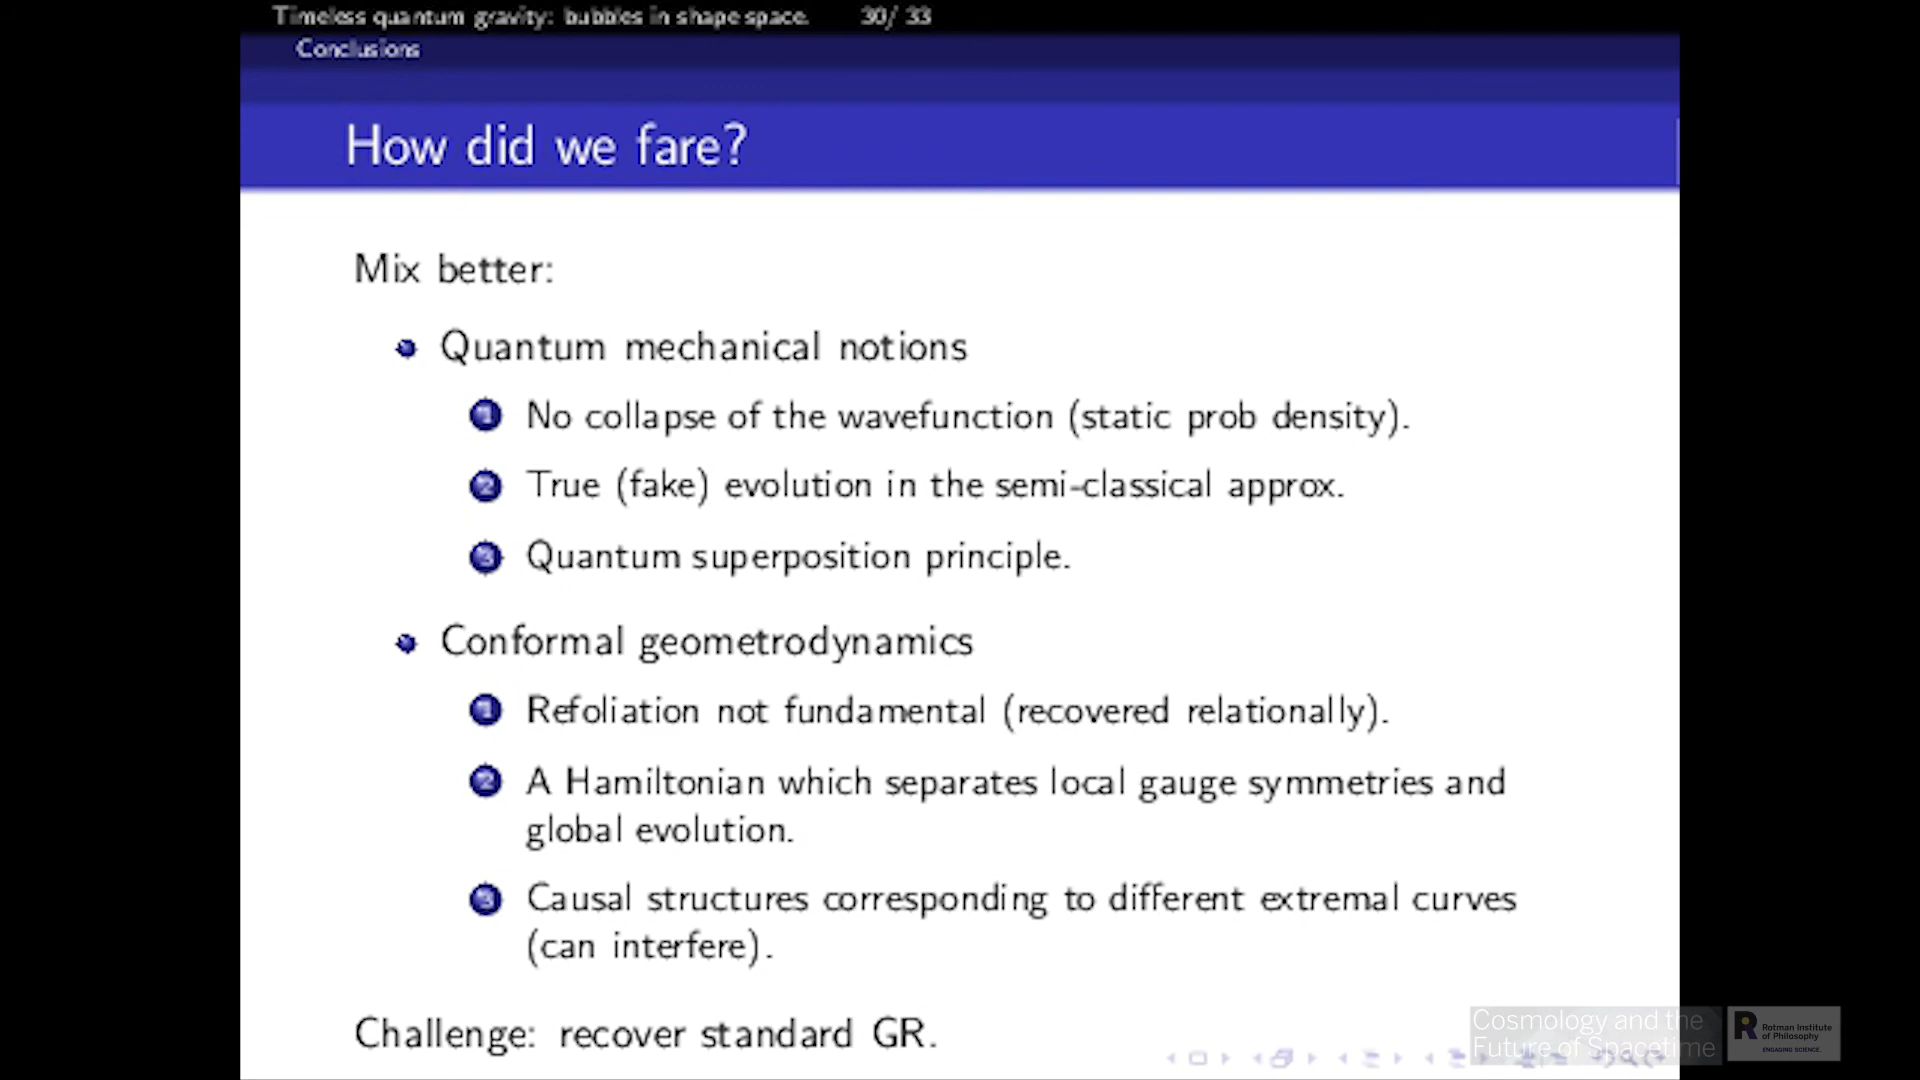 Timeless quantum gravity: bubbles in shape space. 30/ 33
Conclusions
How did we fare?
Mix better:
Quantum mechanical notions
1 No collapse of the wavefunction (static prob density).
2 True (fake) evolution in the semi-classical approx.
3 Quantum superposition principle.
Conformal geometrodynamics
1 Refoliation not fundamental (recovered relationally).
2 A Hamiltonian which separates local gauge symmetries and
global evolution.
3 Causal structures corresponding to different extremal curves
(can interfere).
Challenge: recover standard GR.
Cosmology and the
Future of Spacetime
R Rotman Institute
of Philosophy
ENGAGING SCIENCE.